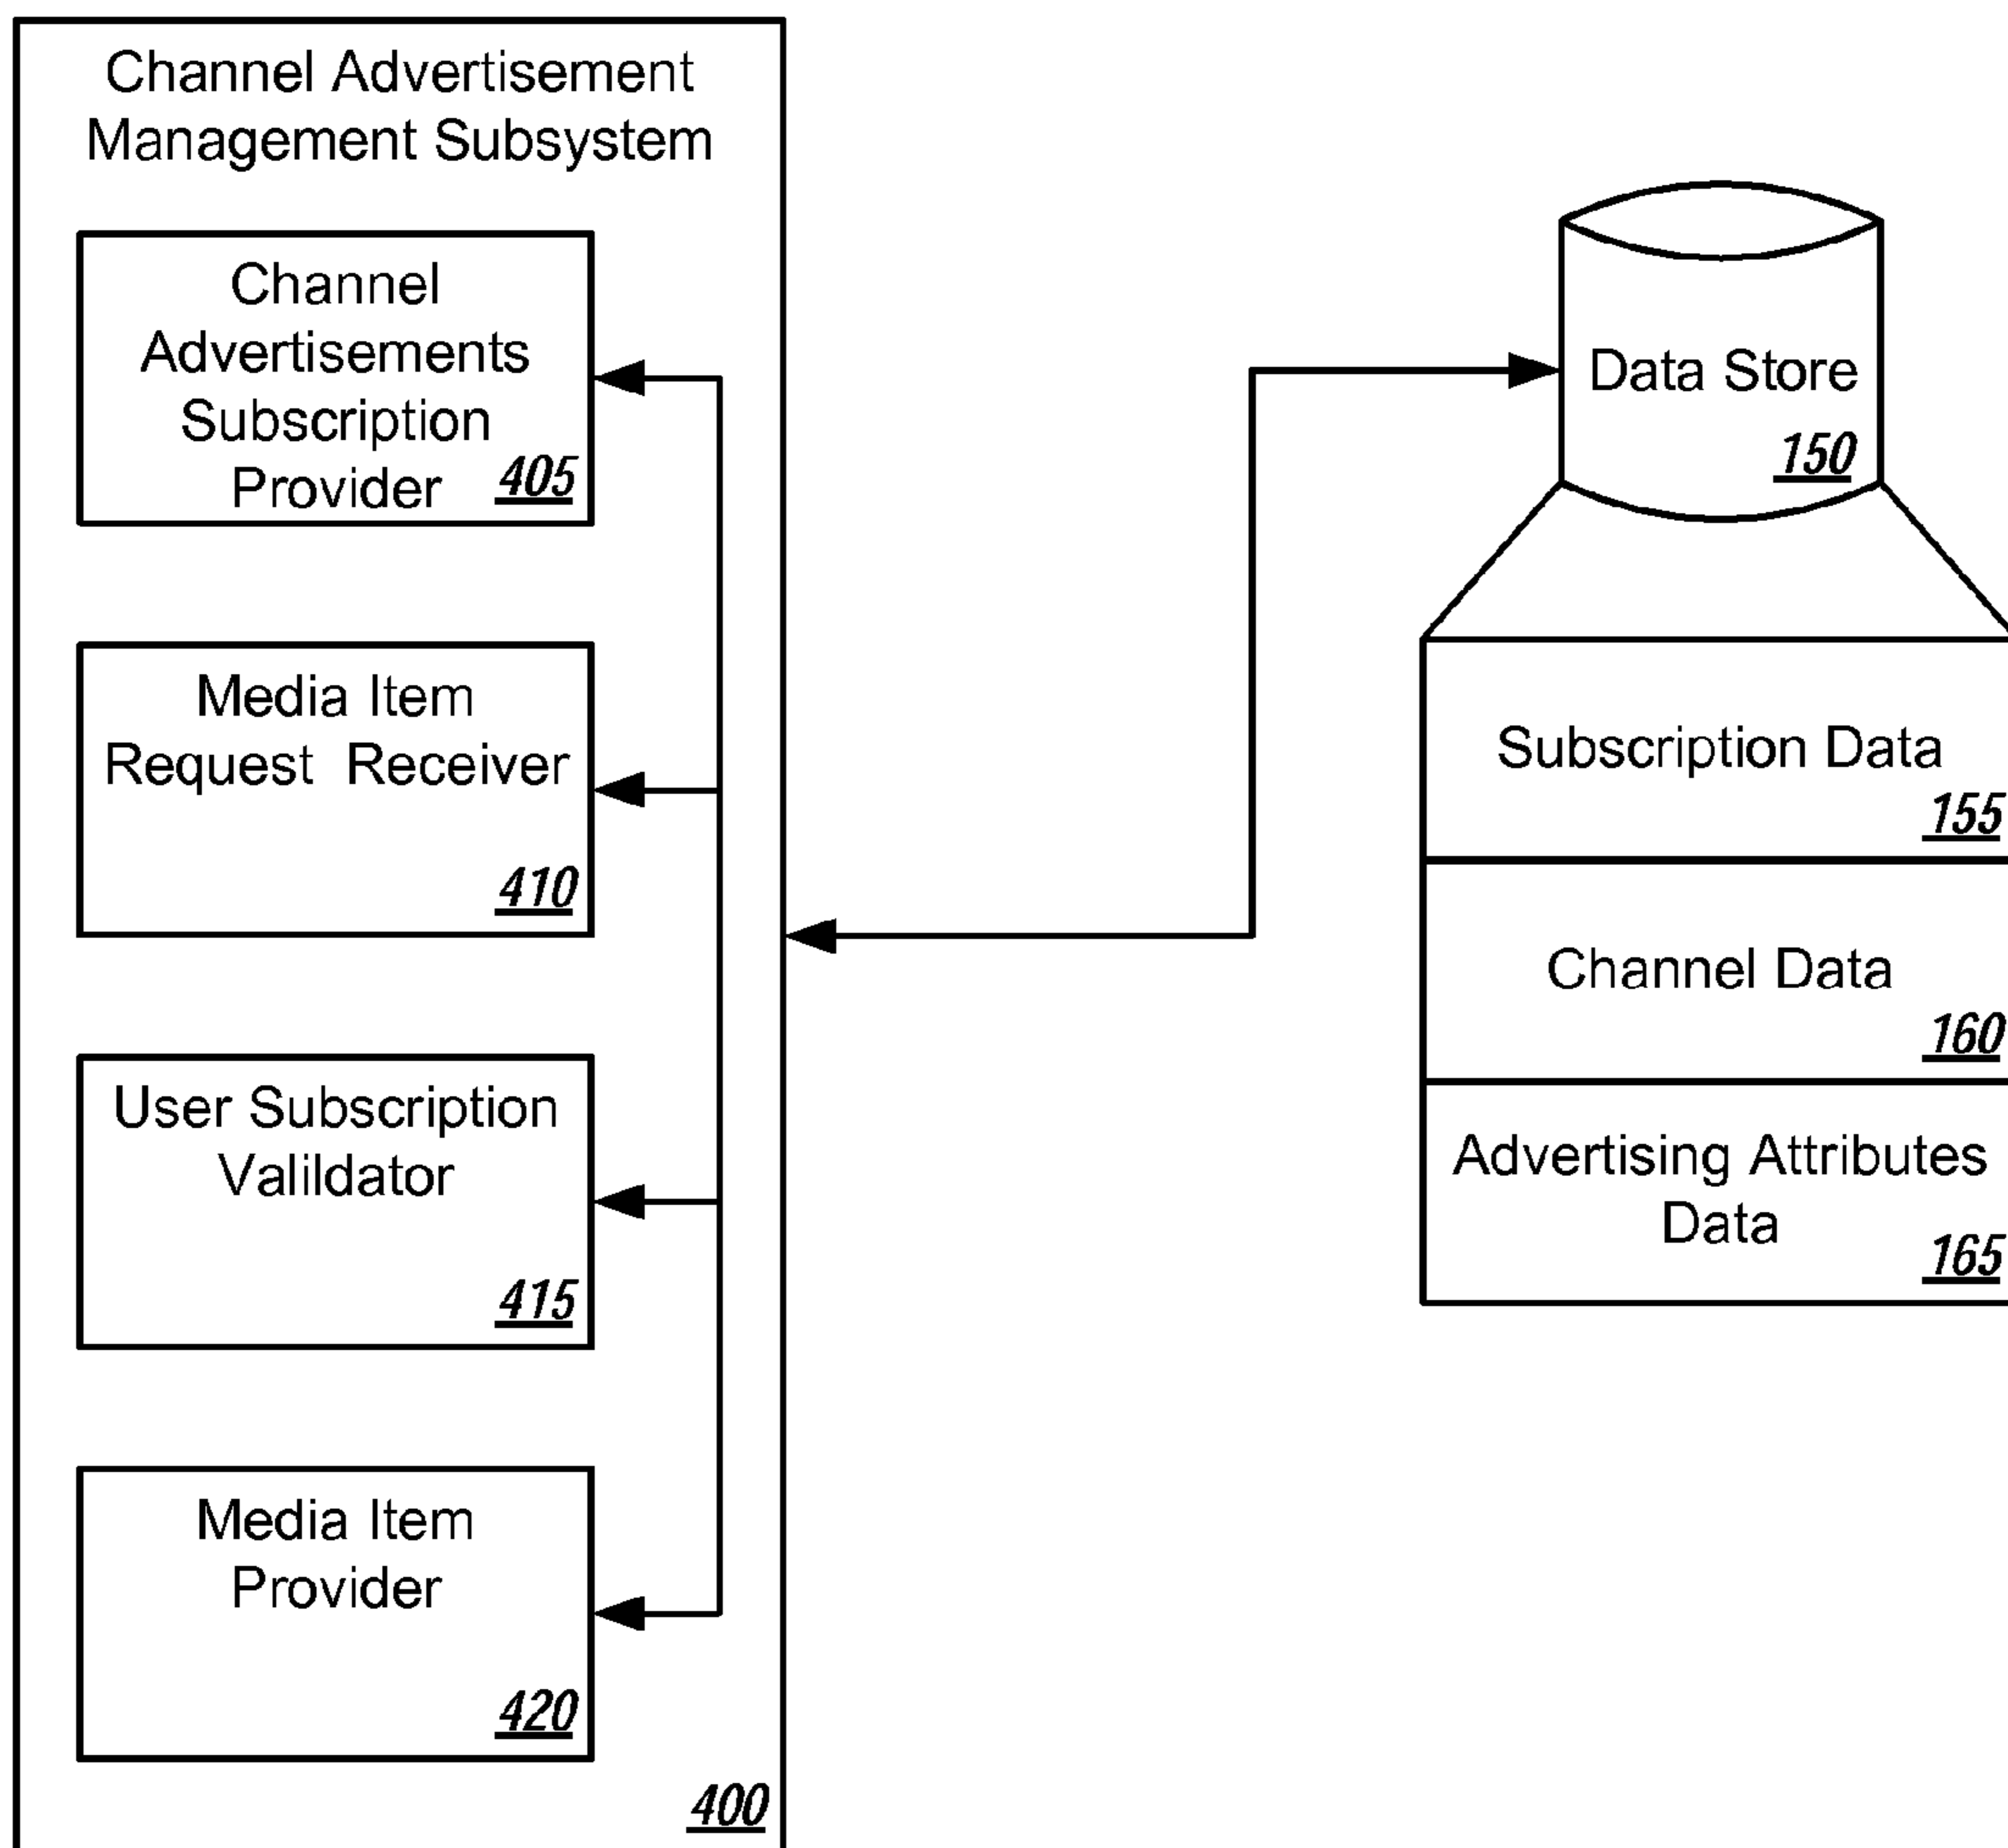 Channel Advertisement
Management Subsystem
Channel
Advertisements
Subscription
Provider 405
Media Item
Request Receiver
410
User Subscription
Valildator
415
Media Item
Provider
420
400
Data Store
150
Subscription Data
155
Channel Data
160
Advertising Attributes
Data
165